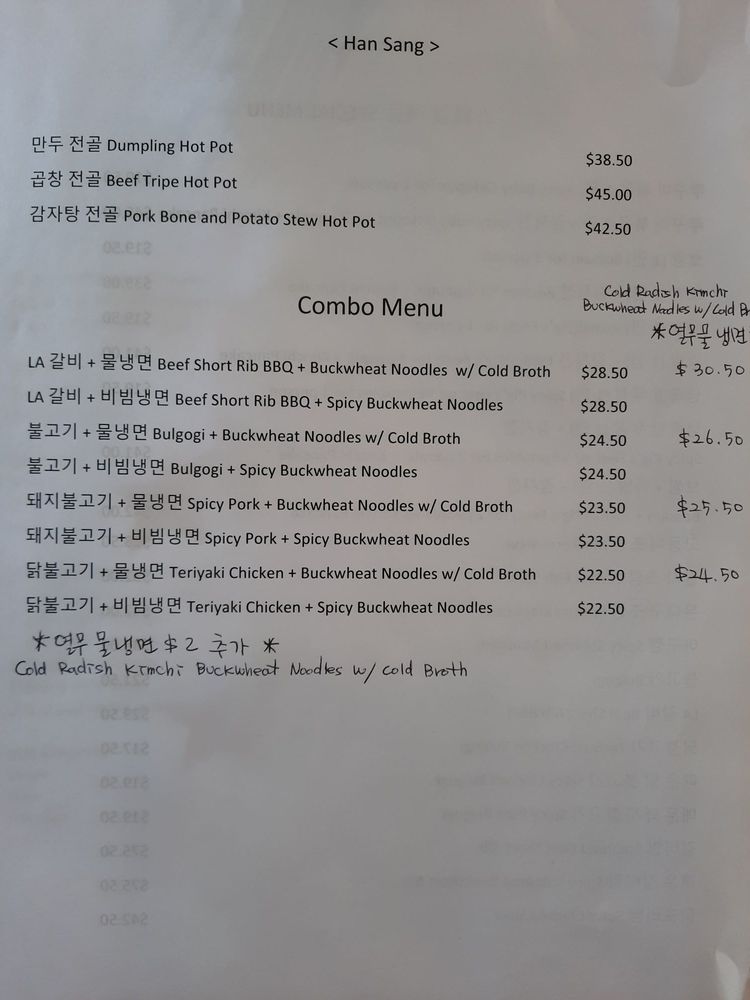 < Han Sang >
만두 전골 Dumpling Hot Pot $38.50
곱창 전골 Beef Tripe Hot Pot $45.00
감자탕 전골 Pork Bone and Potato Stew Hot Pot $42.50
Combo Menu
Cold Radish Kimchi
Buckwheat Noodles w/ Cold Br
*열무물냉면
LA 갈비 + 물냉면 Beef Short Rib BBQ + Buckwheat Noodles w/ Cold Broth $28.50 $30.50
LA 갈비 + 비빔냉면 Beef Short Rib BBQ + Spicy Buckwheat Noodles $28.50
불고기 + 물냉면 Bulgogi + Buckwheat Noodles w/ Cold Broth $24.50 $26.50
불고기 + 비빔냉면 Bulgogi + Spicy Buckwheat Noodles $24.50
돼지불고기 + 물냉면 Spicy Pork + Buckwheat Noodles w/ Cold Broth $23.50 $25.50
돼지불고기 + 비빔냉면 Spicy Pork + Spicy Buckwheat Noodles $23.50
닭불고기 + 물냉면 Teriyaki Chicken + Buckwheat Noodles w/ Cold Broth $22.50 $24.50
닭불고기 + 비빔냉면 Teriyaki Chicken + Spicy Buckwheat Noodles $22.50
*열무 물냉면 $2 추가 *
Cold Radish Kimchi Buckwheat Noodles w/ cold Broth